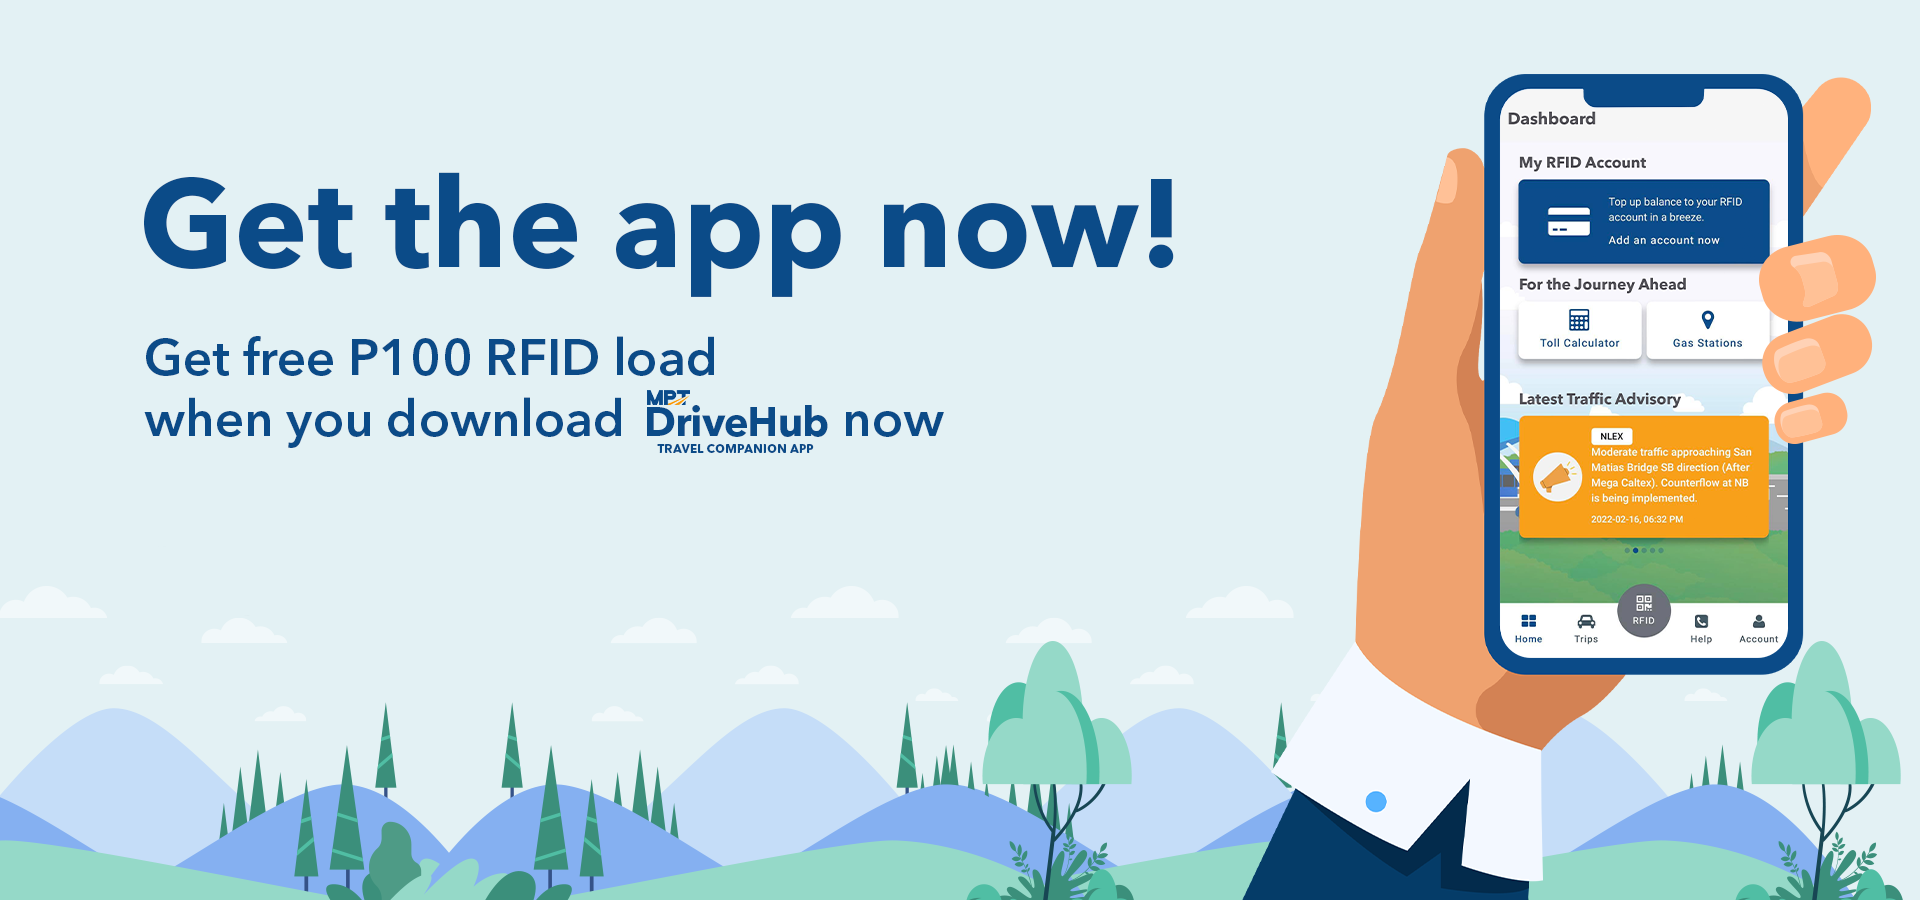 Get the app now!
Get free P100 RFID load
when you download MPT DriveHub now
TRAVEL COMPANION APP
Dashboard
My RFID Account
Top up balance to your RFID
account in a breeze.
Add an account now
For the Journey Ahead
Toll Calculator
Gas Stations
Latest Traffic Advisory
NLEX
Moderate traffic approaching San
Matias Bridge SB direction (After
Mega Caltex). Counterflow at NB
is being implemented.
2022-02-16, 06:32 PM
RFID
Home
Trips
Help
Account